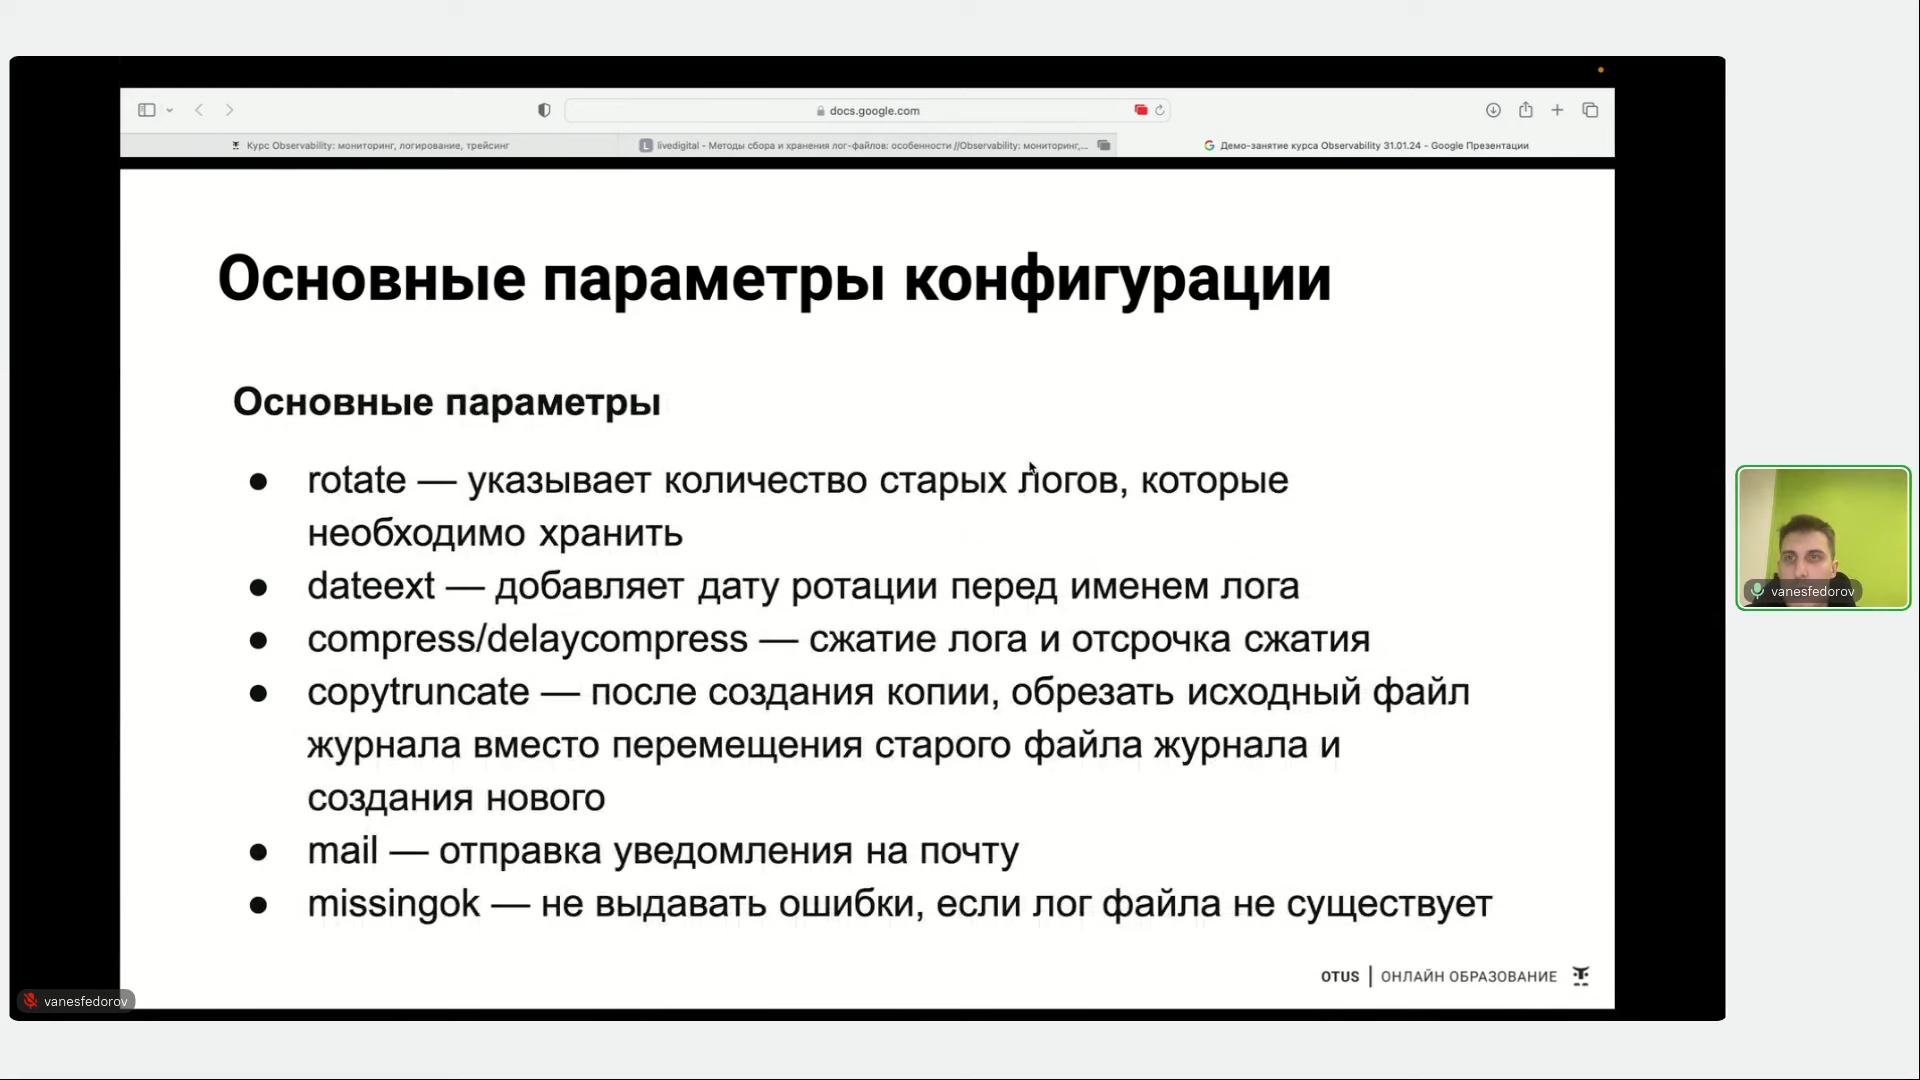 docs.google.com
Курс Observability: мониторинг, логирование, трейсинг
L livedigital - Методы сбора и хранения лог-файлов: особенности //Observability: мониторинг,...
Демо-занятие курса Observability 31.01.24 - Google Презентации
Основные параметры конфигурации
Основные параметры
● rotate — указывает количество старых логов, которые
необходимо хранить
● dateext — добавляет дату ротации перед именем лога
● compress/delaycompress — сжатие лога и отсрочка сжатия
● copytruncate — после создания копии, обрезать исходный файл
журнала вместо перемещения старого файла журнала и
создания нового
● mail — отправка уведомления на почту
● missingok — не выдавать ошибки, если лог файла не существует
OTUS | ОНЛАЙН ОБРАЗОВАНИЕ
vanesfedorov
vanesfedorov